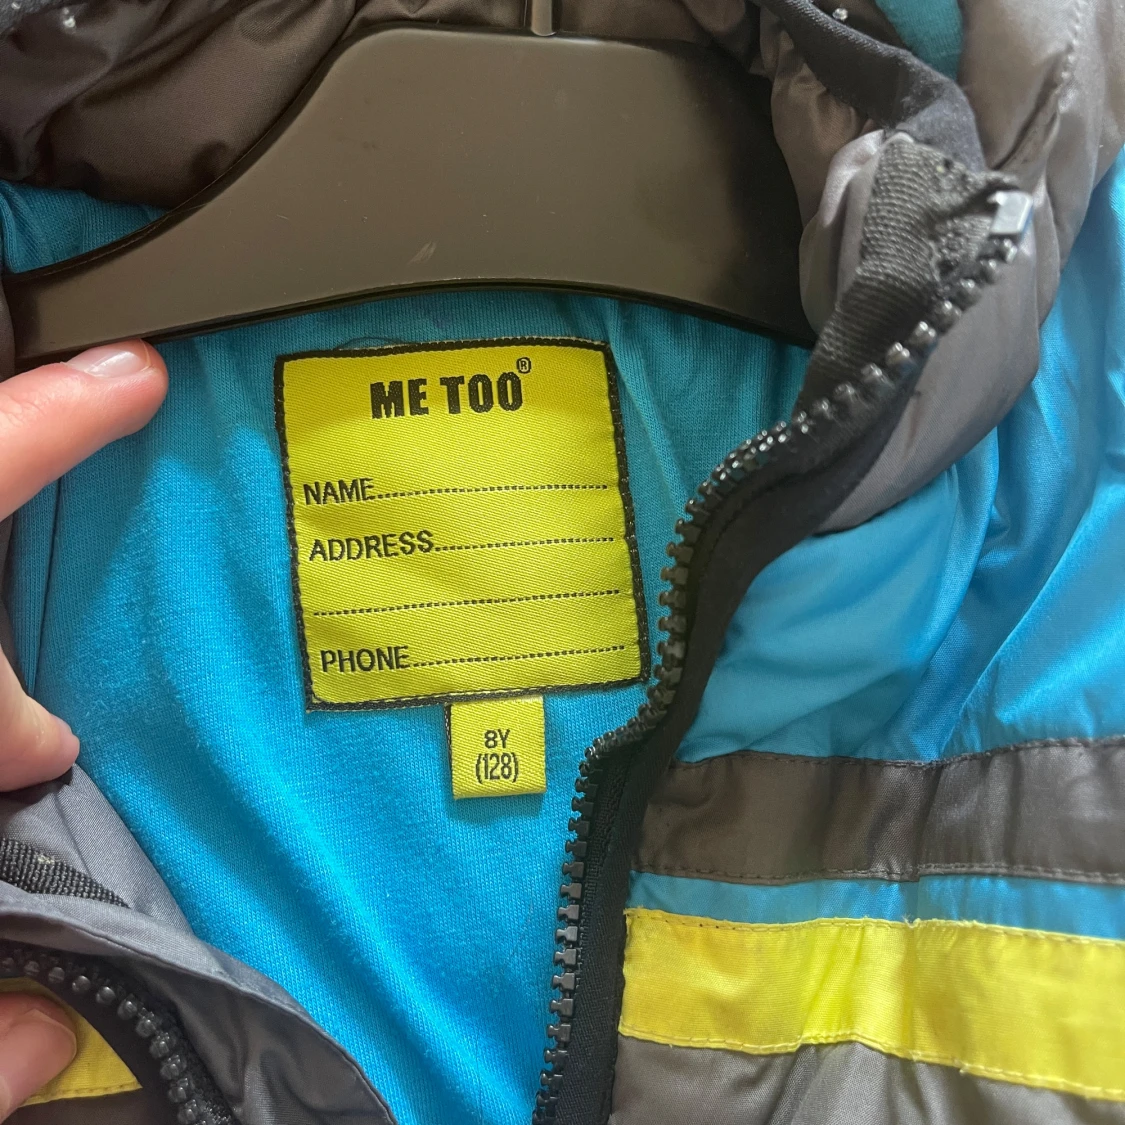 ME TOO®
NAME
ADDRESS
PHONE
8Y
(128)